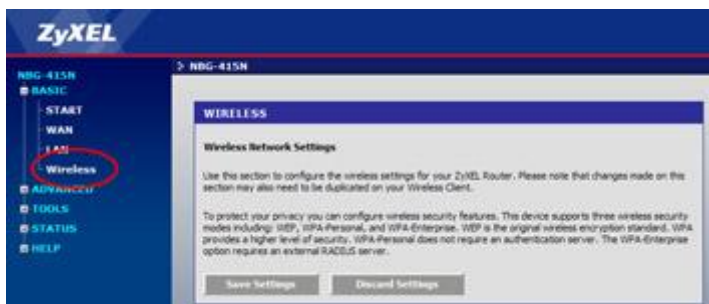 ZyXEL
NBG-415N
BASIC
START
WAN
LAN
Wireless
ADVANCED
TOOLS
STATUS
HELP
> NBG-415N
WIRELESS
Wireless Network Settings
Use this section to configure the wireless settings for your ZyXEL Router. Please note that changes made on this
section may also need to be duplicated on your Wireless Client.
To protect your privacy you can configure wireless security features. This device supports three wireless security
modes including: WEP, WPA-Personal, and WPA-Enterprise. WEP is the original wireless encryption standard. WPA
provides a higher level of security. WPA-Personal does not require an authentication server. The WPA-Enterprise
option requires an external RADIUS server.
Save Settings
Discard Settings